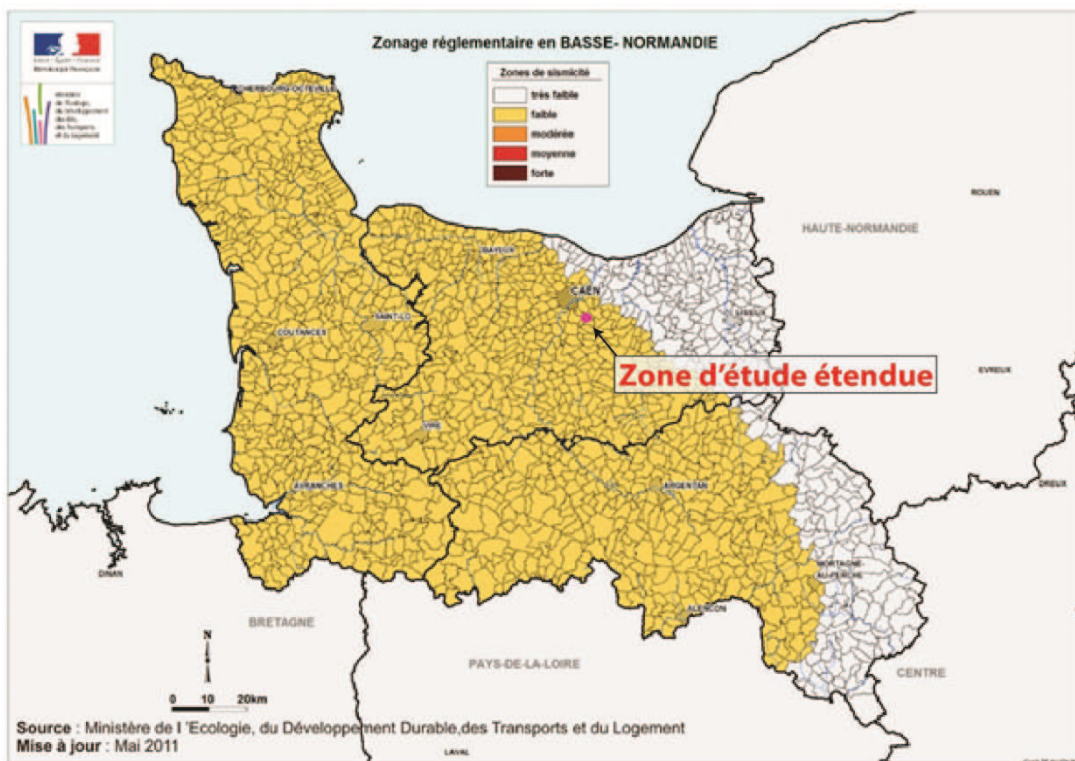 Zonage réglementaire en BASSE- NORMANDIE
RÉPUBLIQUE FRANÇAISE
Zones de sismicité
très faible
faible
modérée
moyenne
forte
CHERBOURG-OCTEVILLE
ROUEN
HAUTE-NORMANDIE
BAYEUX
CAEN
SAINT-LO
LISIEUX
COUTANCES
Zone d'étude étendue
EVREUX
VIRE
AVRANCHES
ARGENTAN
DREUX
DINAN
MORTAGNE-
AU-PERCHE
ALENCON
BRETAGNE
PAYS-DE-LA-LOIRE
CENTRE
N
0 10 20km
Source : Ministère de l 'Ecologie, du Développement Durable,des Transports et du Logement
Mise à jour : Mai 2011
LAVAL